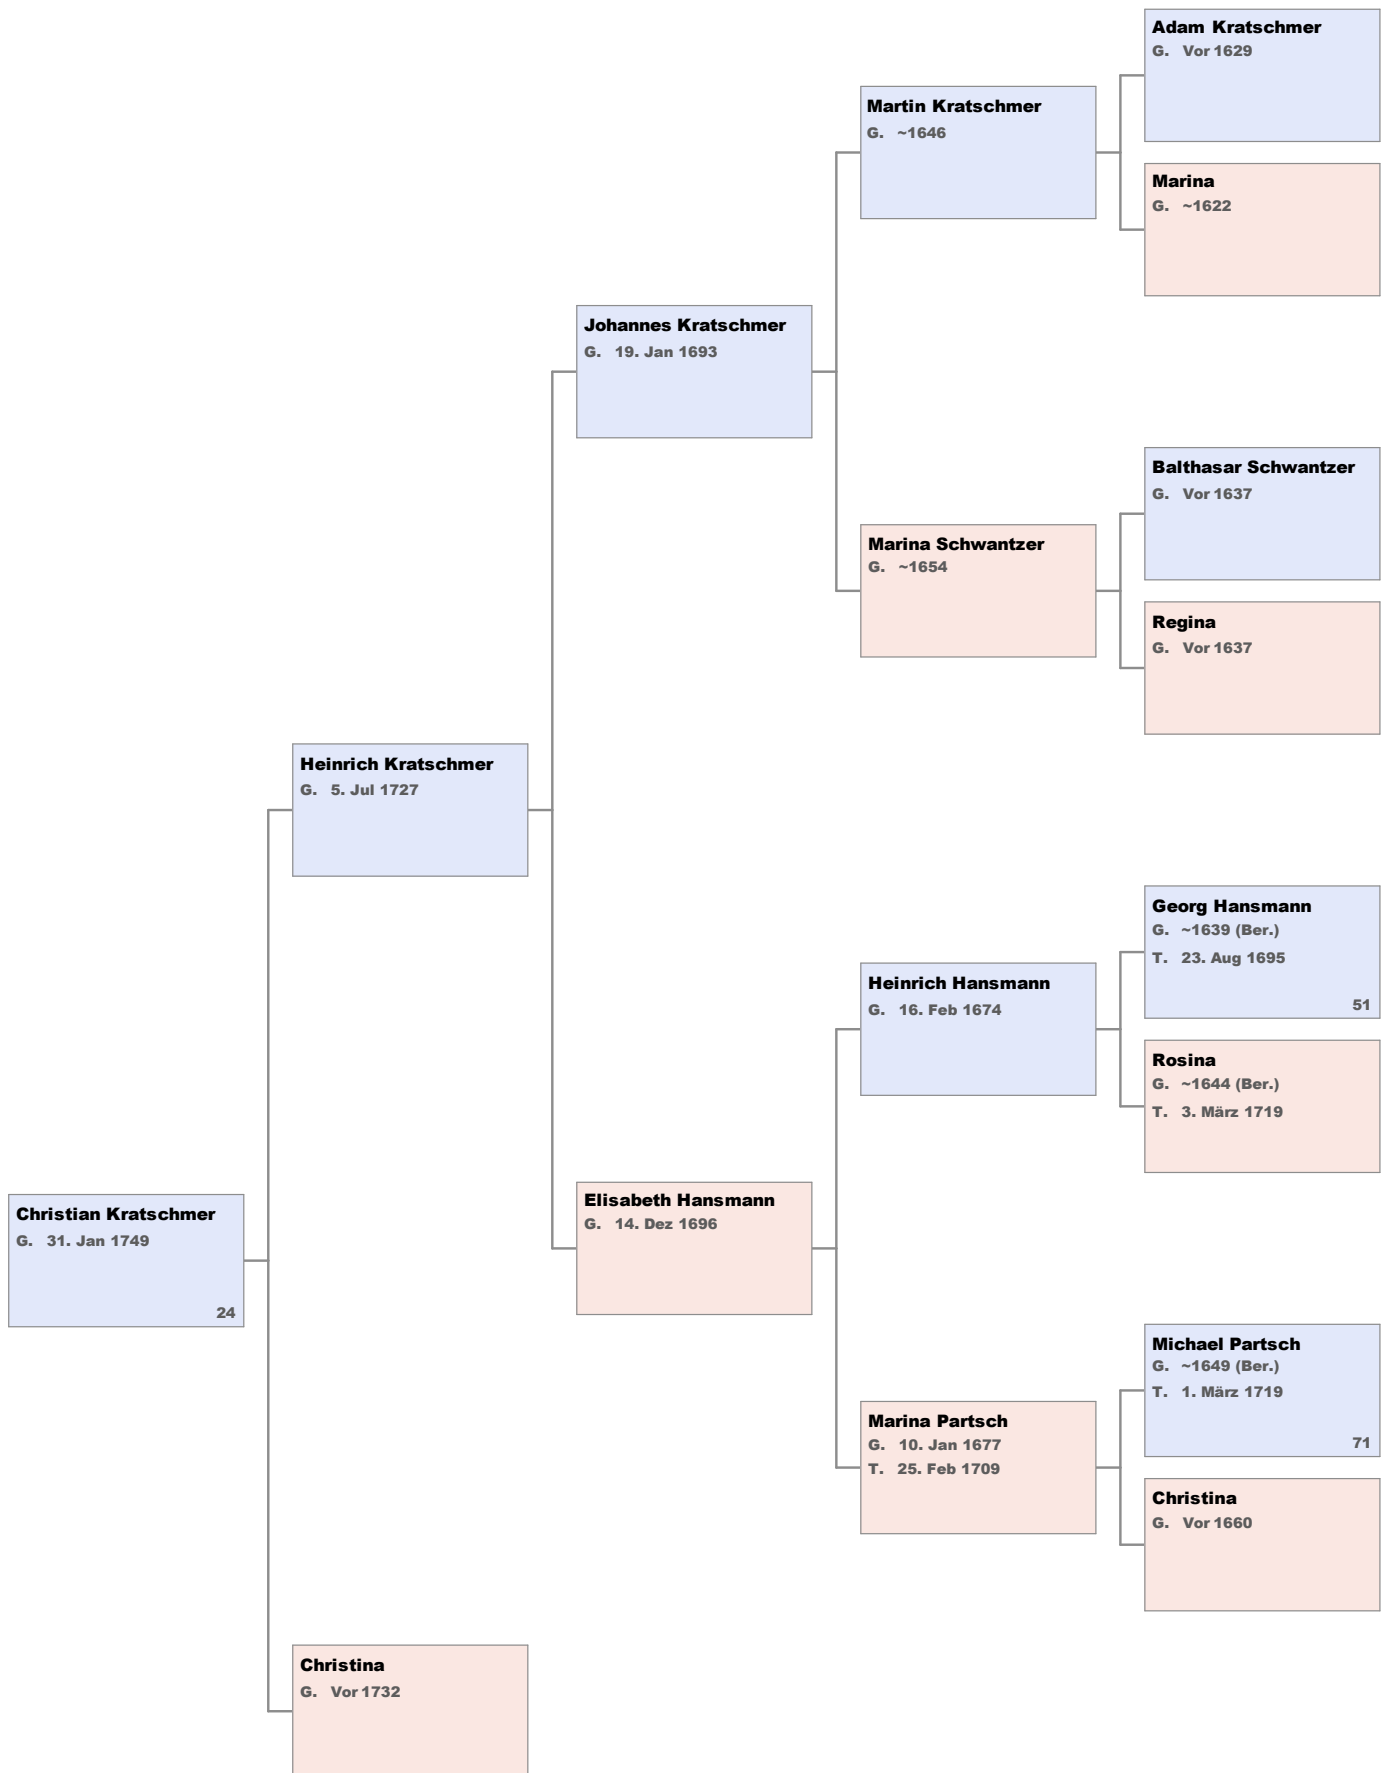 Adam Kratschmer
G. Vor 1629
Martin Kratschmer
G. ~1646
Marina
G. ~1622
Johannes Kratschmer
G. 19. Jan 1693
Balthasar Schwantzer
G. Vor 1637
Marina Schwantzer
G. ~1654
Regina
G. Vor 1637
Heinrich Kratschmer
G. 5. Jul 1727
Georg Hansmann
G. ~1639 (Ber.)
T. 23. Aug 1695
51
Heinrich Hansmann
G. 16. Feb 1674
Rosina
G. ~1644 (Ber.)
T. 3. März 1719
Elisabeth Hansmann
G. 14. Dez 1696
Christian Kratschmer
G. 31. Jan 1749
24
Michael Partsch
G. ~1649 (Ber.)
T. 1. März 1719
71
Marina Partsch
G. 10. Jan 1677
T. 25. Feb 1709
Christina
G. Vor 1660
Christina
G. Vor 1732